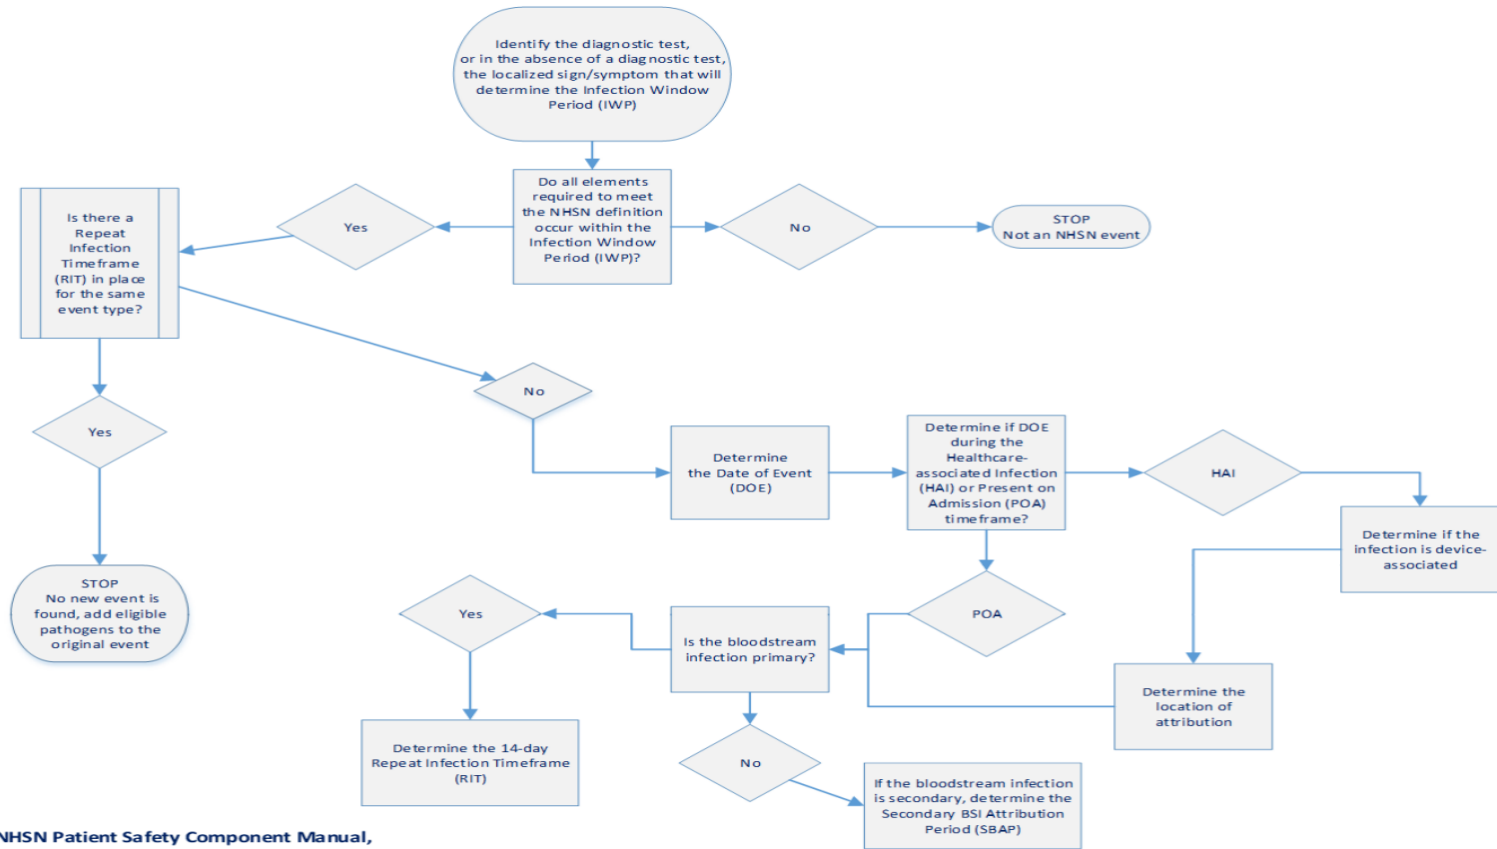 Identify the diagnostic test,
or in the absence of a diagnostic test,
the localized sign/symptom that will
determine the Infection Window
Period (IWP)
Do all elements
required to meet
the NHSN definition
occur within the
Infection Window
Period (IWP)?
Yes
No
STOP
Not an NHSN event
Is there a
Repeat
Infection
Timeframe
(RIT) in place
for the same
event type?
Yes
STOP
No new event is
found, add eligible
pathogens to the
original event
No
Determine
the Date of Event
(DOE)
Determine if DOE
during the
Healthcare-
associated Infection
(HAI) or Present on
Admission (POA)
timeframe?
HAI
Determine if the
infection is device-
associated
Determine the
location of
attribution
POA
Is the bloodstream
infection primary?
Yes
Determine the 14-day
Repeat Infection Timeframe
(RIT)
No
If the bloodstream infection
is secondary, determine the
Secondary BSI Attribution
Period (SBAP)
NHSN Patient Safety Component Manual,